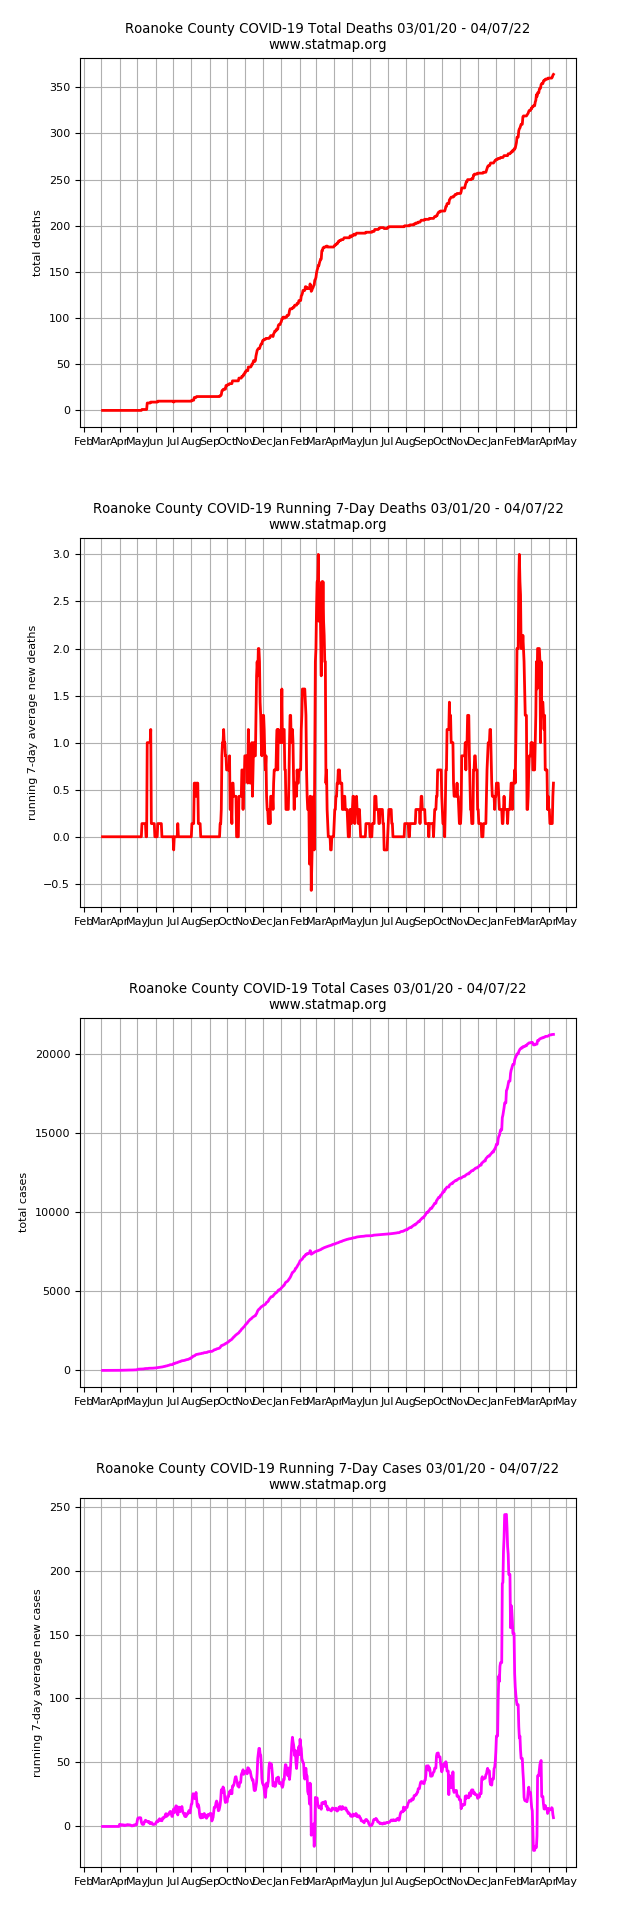 Roanoke County COVID-19 Total Deaths 03/01/20 - 04/07/22
www.statmap.org
350
300
250
200
150
100
50
0
total deaths
Feb Mar Apr May Jun Jul Aug Sep Oct Nov Dec Jan Feb Mar Apr May Jun Jul Aug Sep Oct Nov Dec Jan Feb Mar Apr May
Roanoke County COVID-19 Running 7-Day Deaths 03/01/20 - 04/07/22
www.statmap.org
3.0
2.5
2.0
1.5
1.0
0.5
0.0
−0.5
running 7-day average new deaths
Feb Mar Apr May Jun Jul Aug Sep Oct Nov Dec Jan Feb Mar Apr May Jun Jul Aug Sep Oct Nov Dec Jan Feb Mar Apr May
Roanoke County COVID-19 Total Cases 03/01/20 - 04/07/22
www.statmap.org
20000
15000
10000
5000
0
total cases
Feb Mar Apr May Jun Jul Aug Sep Oct Nov Dec Jan Feb Mar Apr May Jun Jul Aug Sep Oct Nov Dec Jan Feb Mar Apr May
Roanoke County COVID-19 Running 7-Day Cases 03/01/20 - 04/07/22
www.statmap.org
250
200
150
100
50
0
running 7-day average new cases
Feb Mar Apr May Jun Jul Aug Sep Oct Nov Dec Jan Feb Mar Apr May Jun Jul Aug Sep Oct Nov Dec Jan Feb Mar Apr May